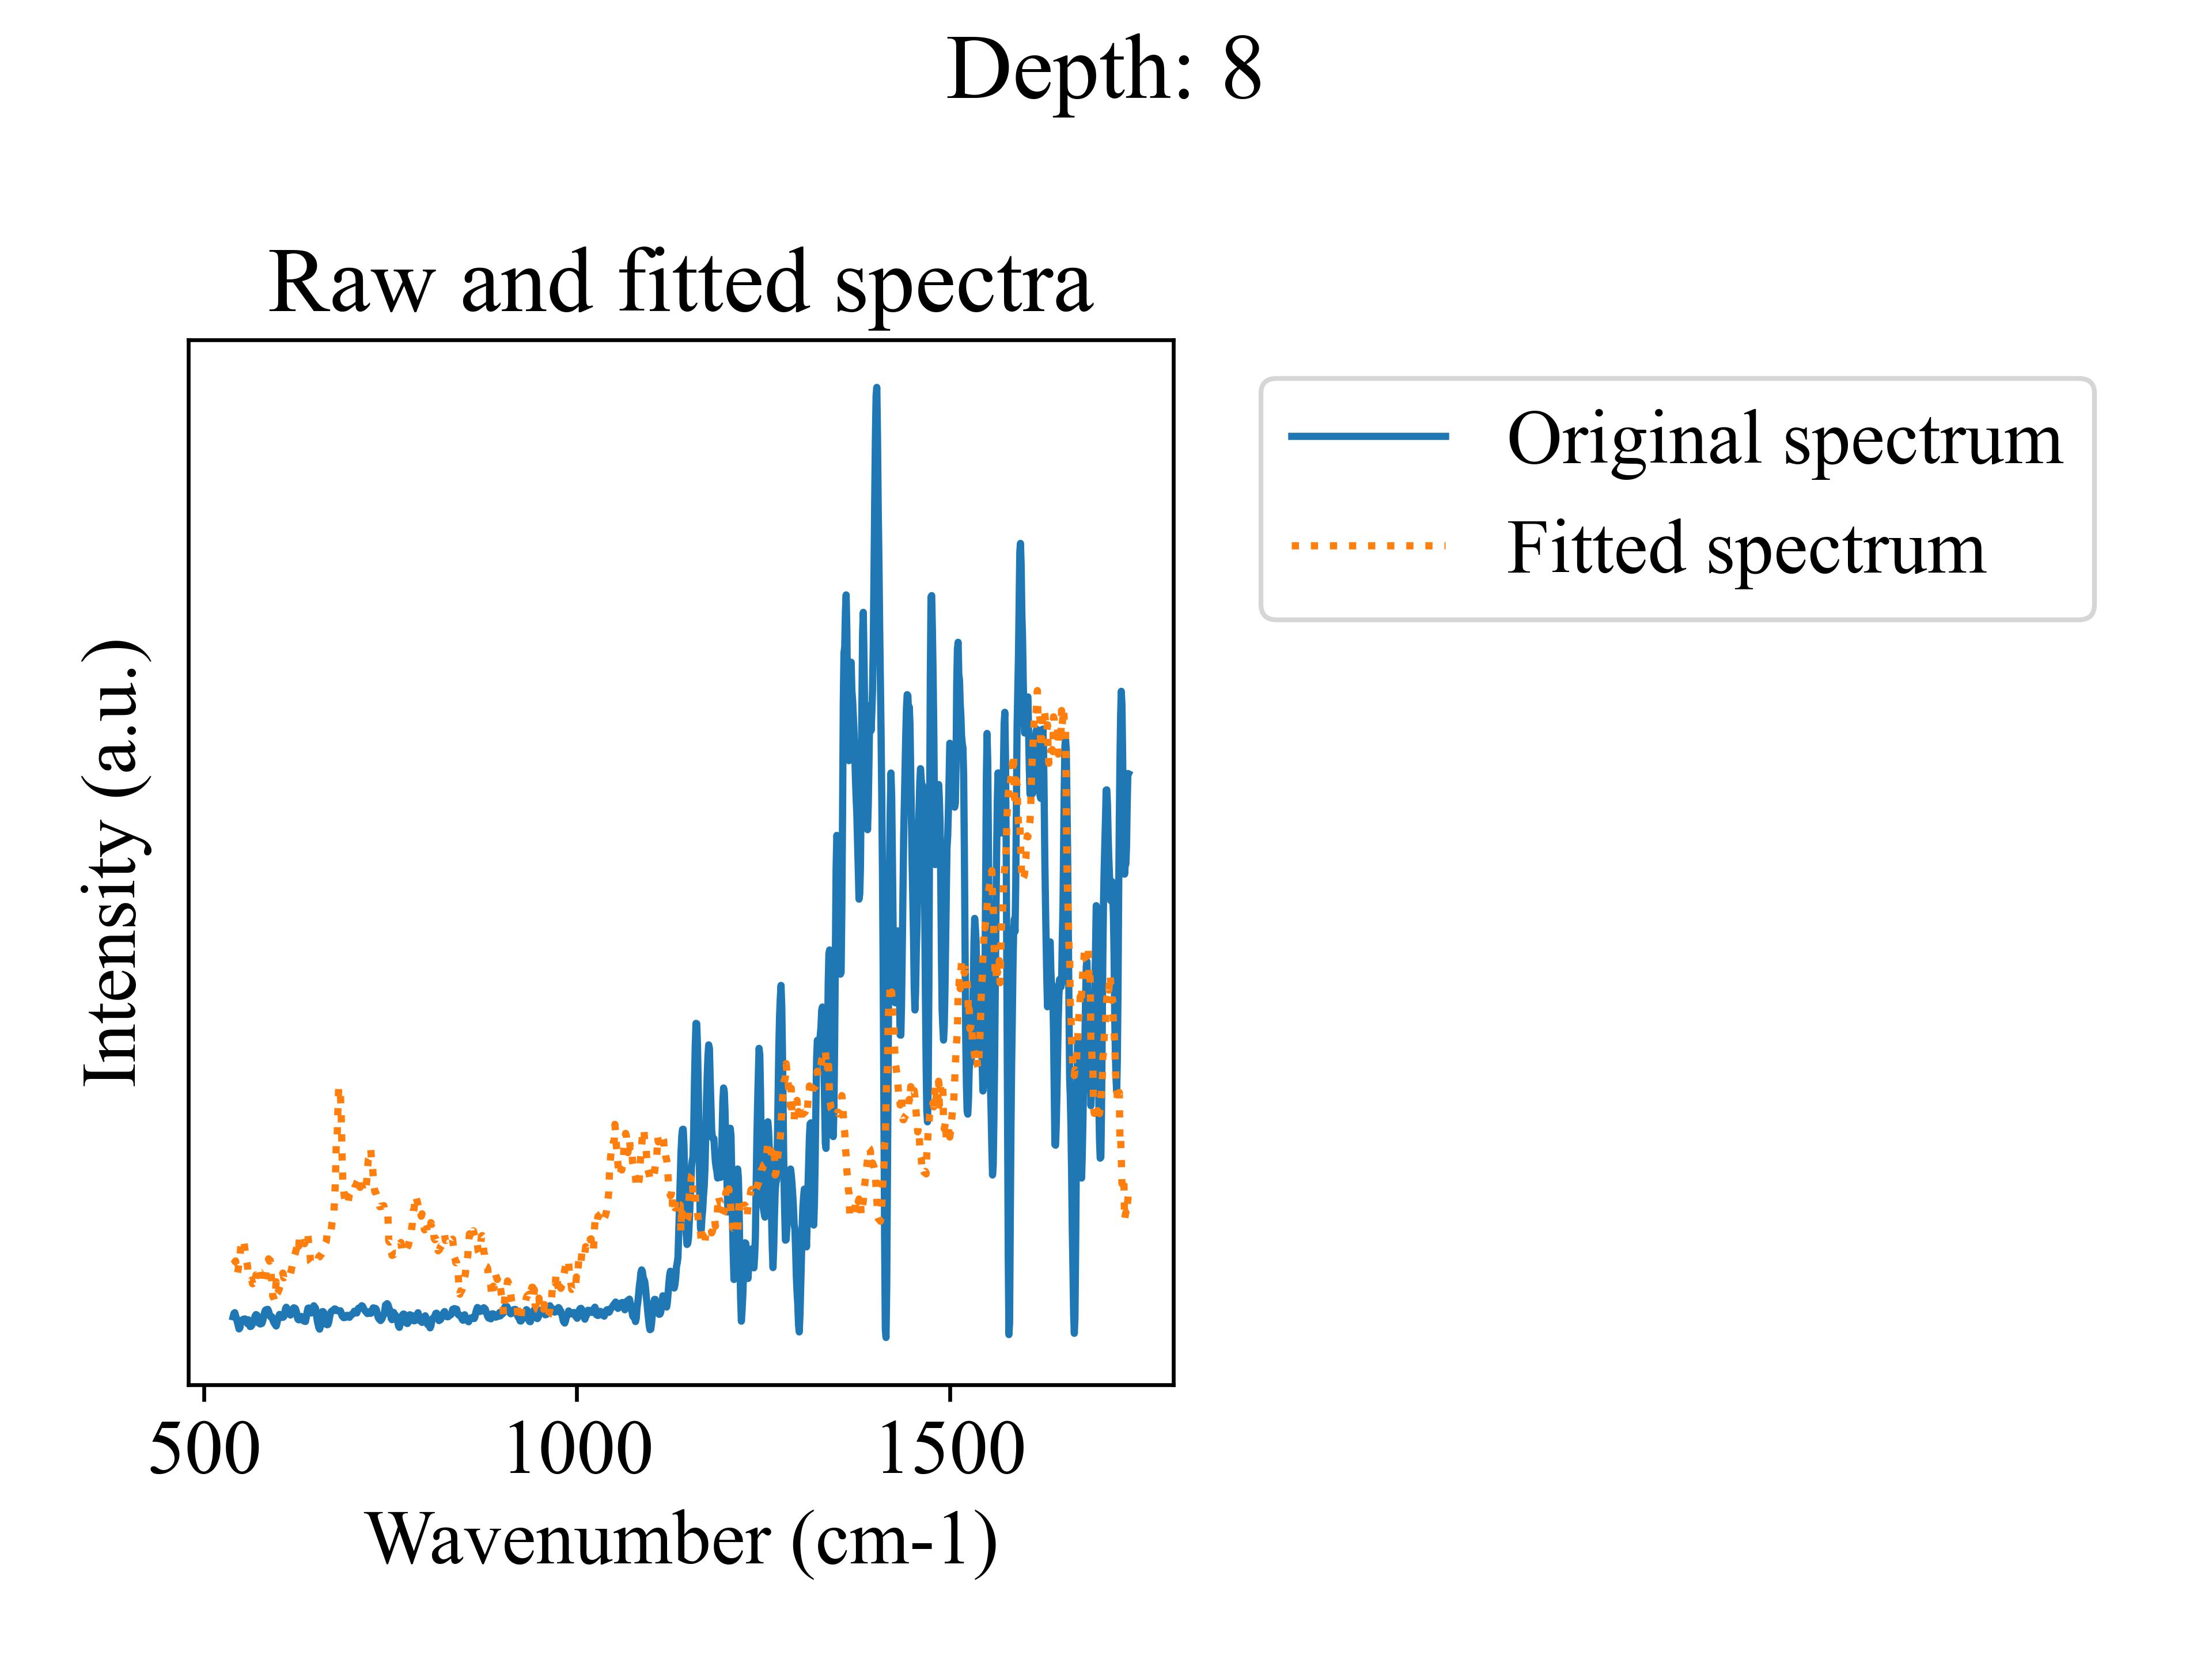 Depth: 8
Raw and fitted spectra
Original spectrum
Fitted spectrum
Intensity (a.u.)
500 1000 1500
Wavenumber (cm-1)